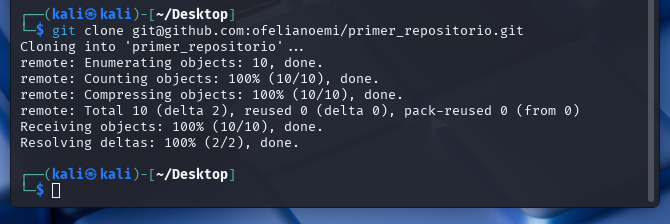 ┌──(kali㉿kali)-[~/Desktop]
└─$ git clone git@github.com:ofelianoemi/primer_repositorio.git
Cloning into 'primer_repositorio'...
remote: Enumerating objects: 10, done.
remote: Counting objects: 100% (10/10), done.
remote: Compressing objects: 100% (10/10), done.
remote: Total 10 (delta 2), reused 0 (delta 0), pack-reused 0 (from 0)
Receiving objects: 100% (10/10), done.
Resolving deltas: 100% (2/2), done.
┌──(kali㉿kali)-[~/Desktop]
└─$